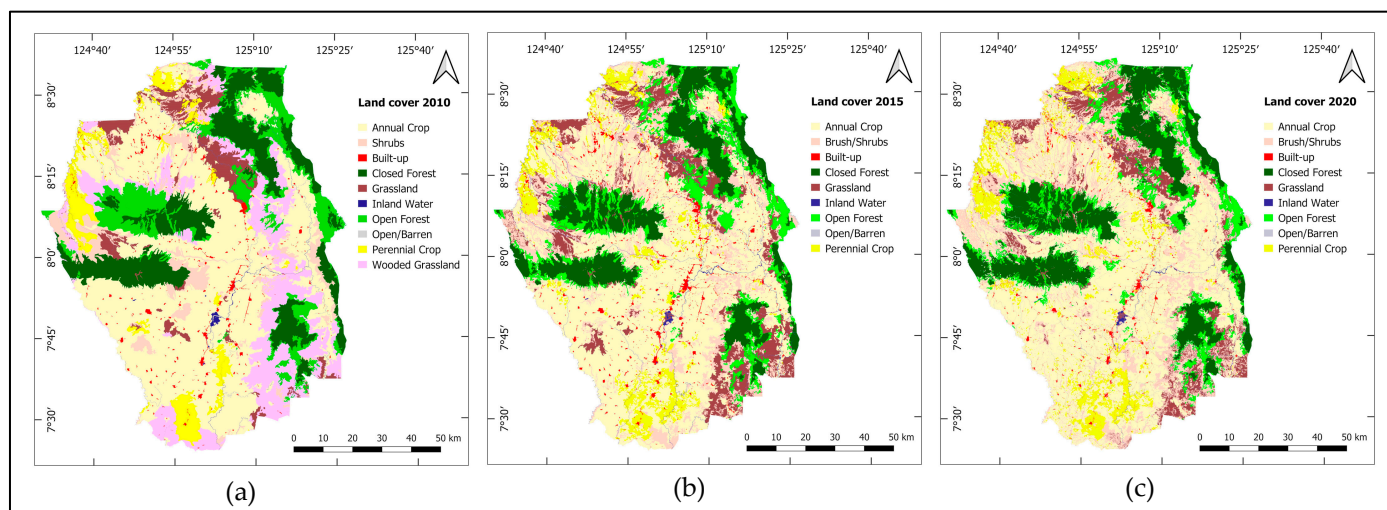 124°40′ 124°55′ 125°10′ 125°25′ 125°40′
8°30′
8°15′
8°0′
7°45′
7°30′
Land cover 2010
Annual Crop
Shrubs
Built-up
Closed Forest
Grassland
Inland Water
Open Forest
Open/Barren
Perennial Crop
Wooded Grassland
0 10 20 30 40 50 km
(a)
124°40′ 124°55′ 125°10′ 125°25′ 125°40′
8°30′
8°15′
8°0′
7°45′
7°30′
Land cover 2015
Annual Crop
Brush/Shrubs
Built-up
Closed Forest
Grassland
Inland Water
Open Forest
Open/Barren
Perennial Crop
0 10 20 30 40 50 km
(b)
124°40′ 124°55′ 125°10′ 125°25′ 125°40′
8°30′
8°15′
8°0′
7°45′
7°30′
Land cover 2020
Annual Crop
Brush/Shrubs
Built-up
Closed Forest
Grassland
Inland Water
Open Forest
Open/Barren
Perennial Crop
0 10 20 30 40 50 km
(c)